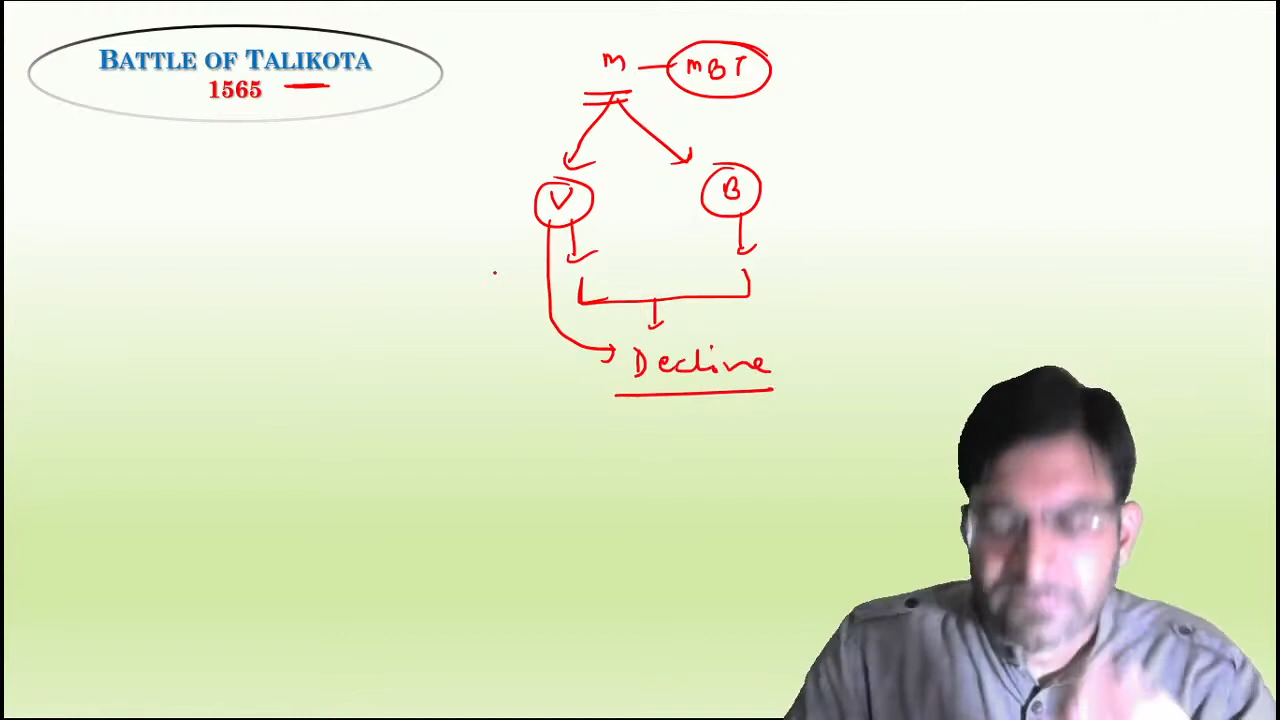 BATTLE OF TALIKOTA
1565
M — MBT
V
B
Decline